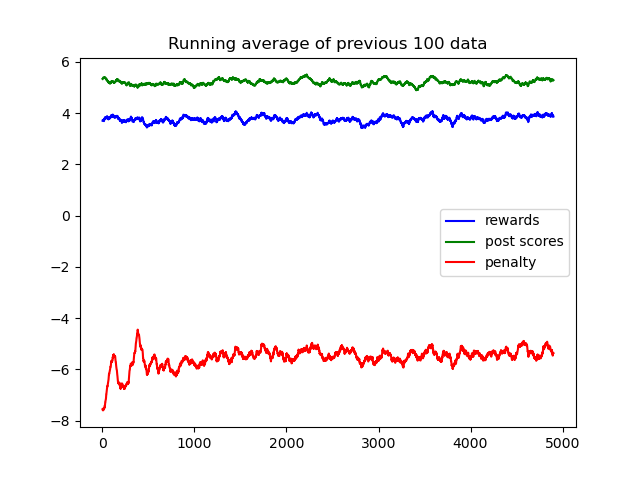 Running average of previous 100 data
6
4
2
0
−2
−4
−6
−8
rewards
post scores
penalty
0 1000 2000 3000 4000 5000